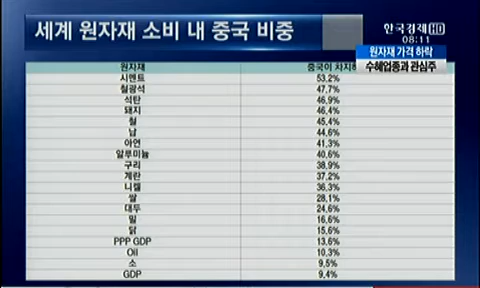 세계 원자재 소비 내 중국 비중
한국경제HD
08:11
원자재 가격 하락
수혜업종과 관심주
원자재 중국이 차지하
시멘트 53,2%
철광석 47,7%
석탄 46,9%
돼지 46,4%
철 45,4%
납 44,6%
아연 41,3%
알루미늄 40,6%
구리 38,9%
계란 37,2%
니켈 36,3%
쌀 28,1%
대두 24,6%
밀 16,6%
닭 15,6%
PPP GDP 13,6%
Oil 10,3%
소 9,5%
GDP 9,4%